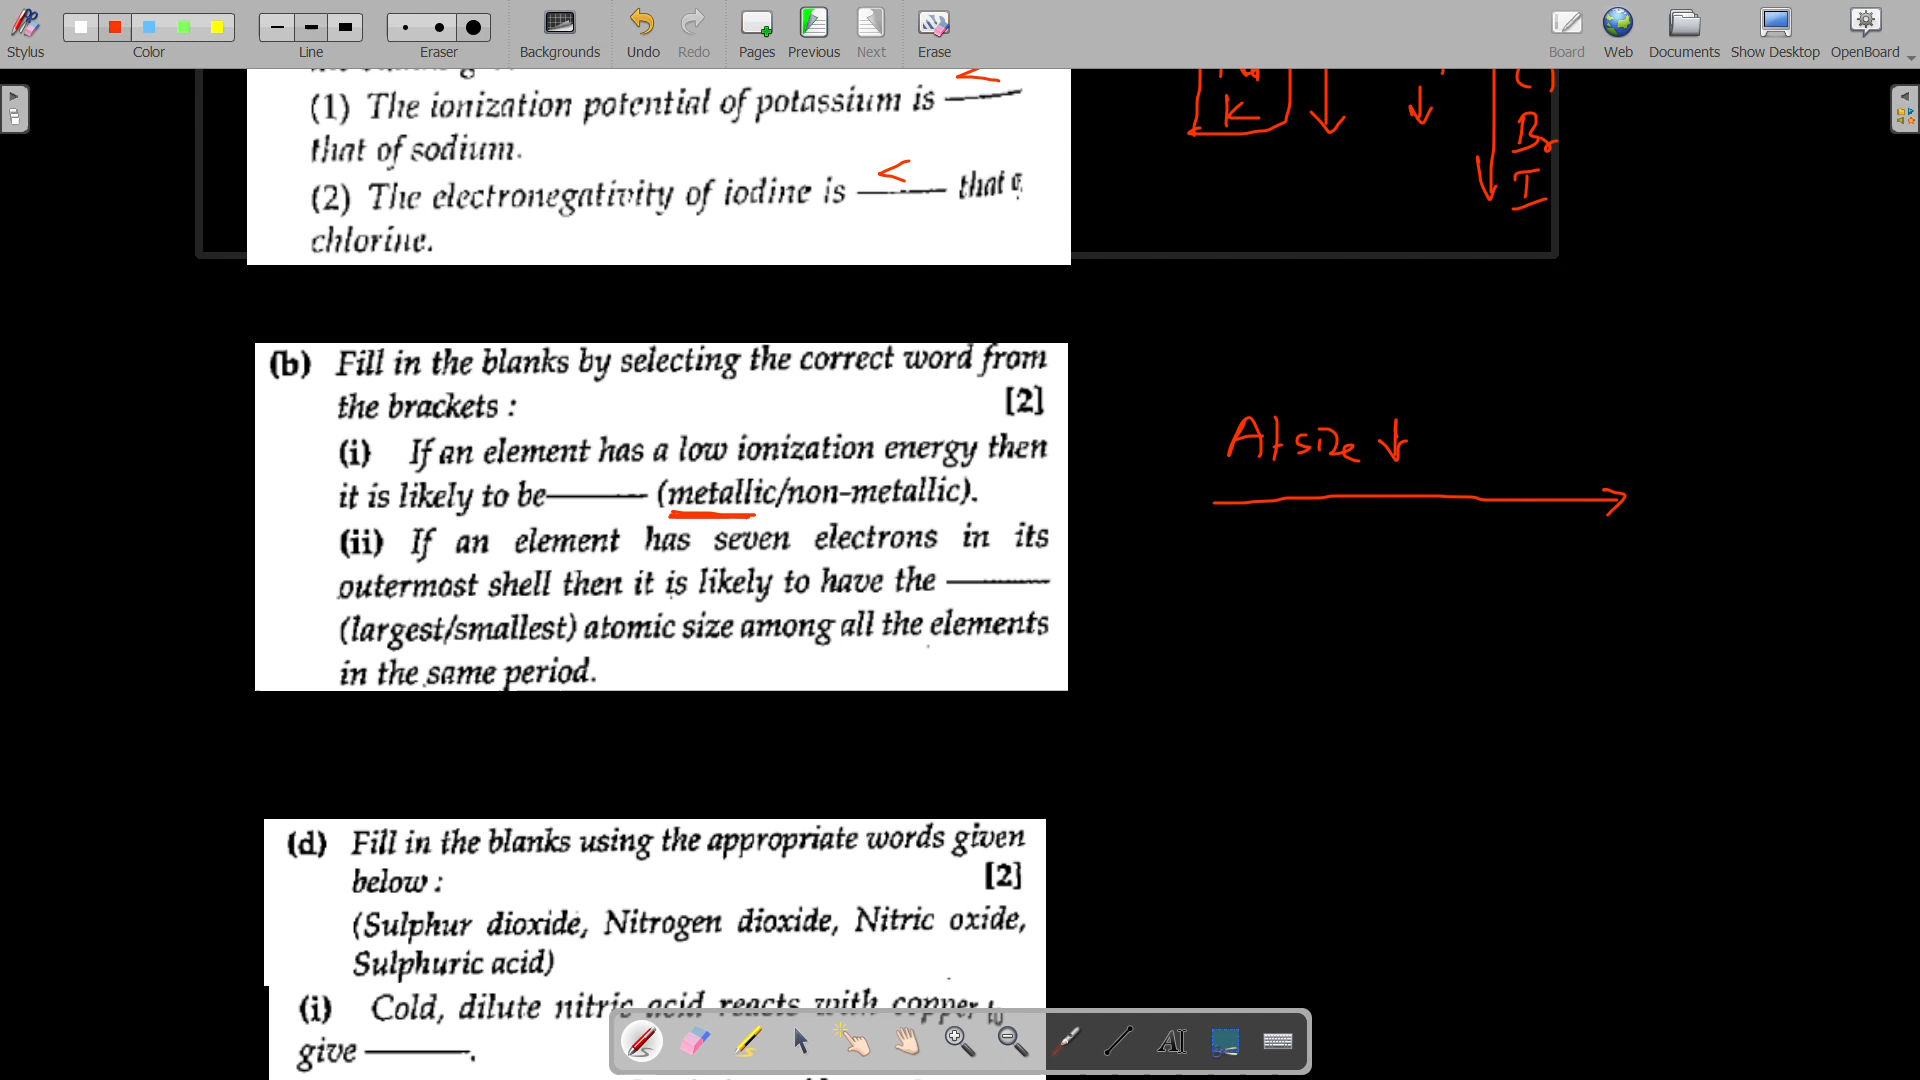 Stylus Color Line Eraser Backgrounds Undo Redo Pages Previous Next Erase Board Web Documents Show Desktop OpenBoard
(1) The ionization potential of potassium is ——
that of sodium.
<
(2) The electronegativity of iodine is —— that
chlorine.
K
Br
I
(b) Fill in the blanks by selecting the correct word from
the brackets : [2]
(i) If an element has a low ionization energy then
it is likely to be—— (metallic/non-metallic).
(ii) If an element has seven electrons in its
outermost shell then it is likely to have the ——
(largest/smallest) atomic size among all the elements
in the same period.
At size ↓
(d) Fill in the blanks using the appropriate words given
below : [2]
(Sulphur dioxide, Nitrogen dioxide, Nitric oxide,
Sulphuric acid)
(i) Cold, dilute nitric acid reacts with copper to
give ——.